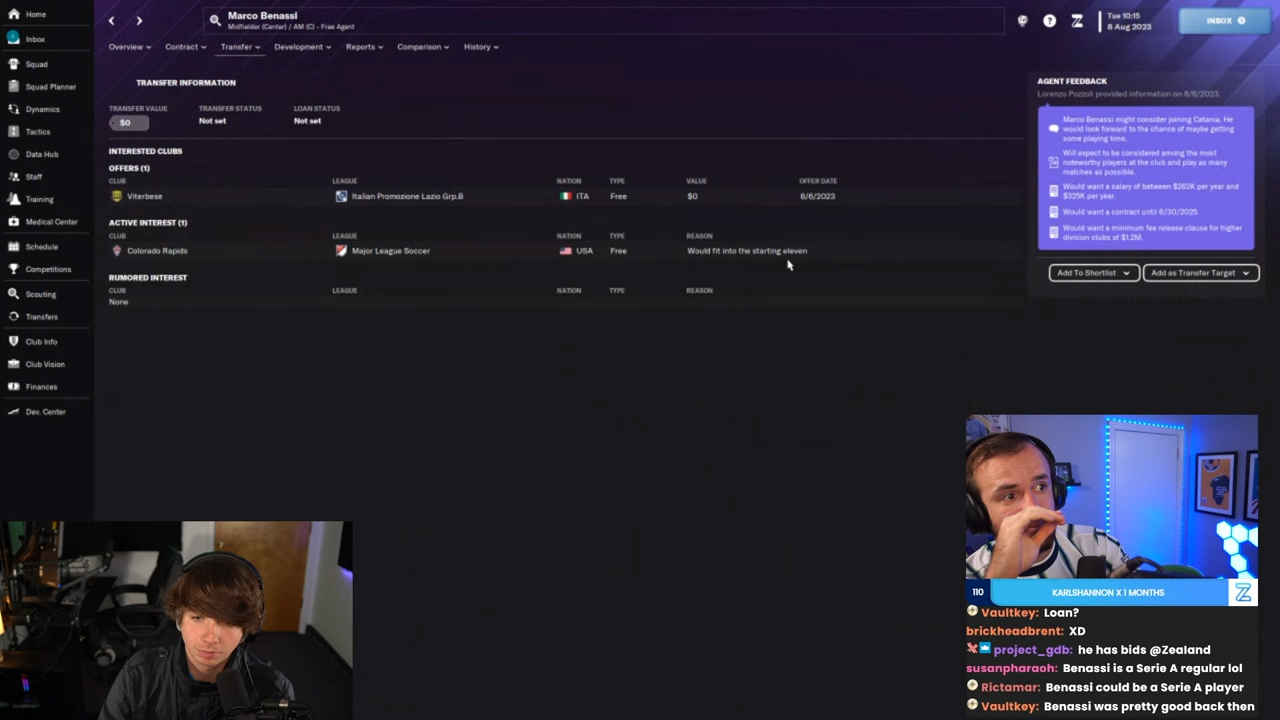 Home
Inbox
Squad
Squad Planner
Dynamics
Tactics
Data Hub
Staff
Training
Medical Center
Schedule
Competitions
Scouting
Transfers
Club Info
Club Vision
Finances
Dev. Center
Marco Benassi
Midfielder (Center) / AM (C) - Free Agent
Tue 10:15
8 Aug 2023
INBOX
Overview
Contract
Transfer
Development
Reports
Comparison
History
TRANSFER INFORMATION
TRANSFER VALUE TRANSFER STATUS LOAN STATUS
$0 Not set Not set
INTERESTED CLUBS
OFFERS (1)
CLUB LEAGUE NATION TYPE VALUE OFFER DATE
Viterbese Italian Promozione Lazio Grp.B ITA Free $0 8/6/2023
ACTIVE INTEREST (1)
CLUB LEAGUE NATION TYPE REASON
Colorado Rapids Major League Soccer USA Free Would fit into the starting eleven
RUMORED INTEREST
CLUB LEAGUE NATION TYPE REASON
None
AGENT FEEDBACK
Lorenzo Pozzoli provided information on 8/6/2023.
Marco Benassi might consider joining Catania. He
would look forward to the chance of maybe getting
some playing time.
Will expect to be considered among the most
noteworthy players at the club and play as many
matches as possible.
Would want a salary of between $262K per year and
$325K per year.
Would want a contract until 6/30/2025.
Would want a minimum fee release clause for higher
division clubs of $1.2M.
Add To Shortlist
Add as Transfer Target
110 KARLSHANNON X 1 MONTHS
Vaultkey: Loan?
brickheadbrent: XD
project_gdb: he has bids @Zealand
susanpharaoh: Benassi is a Serie A regular lol
Rictamar: Benassi could be a Serie A player
Vaultkey: Benassi was pretty good back then